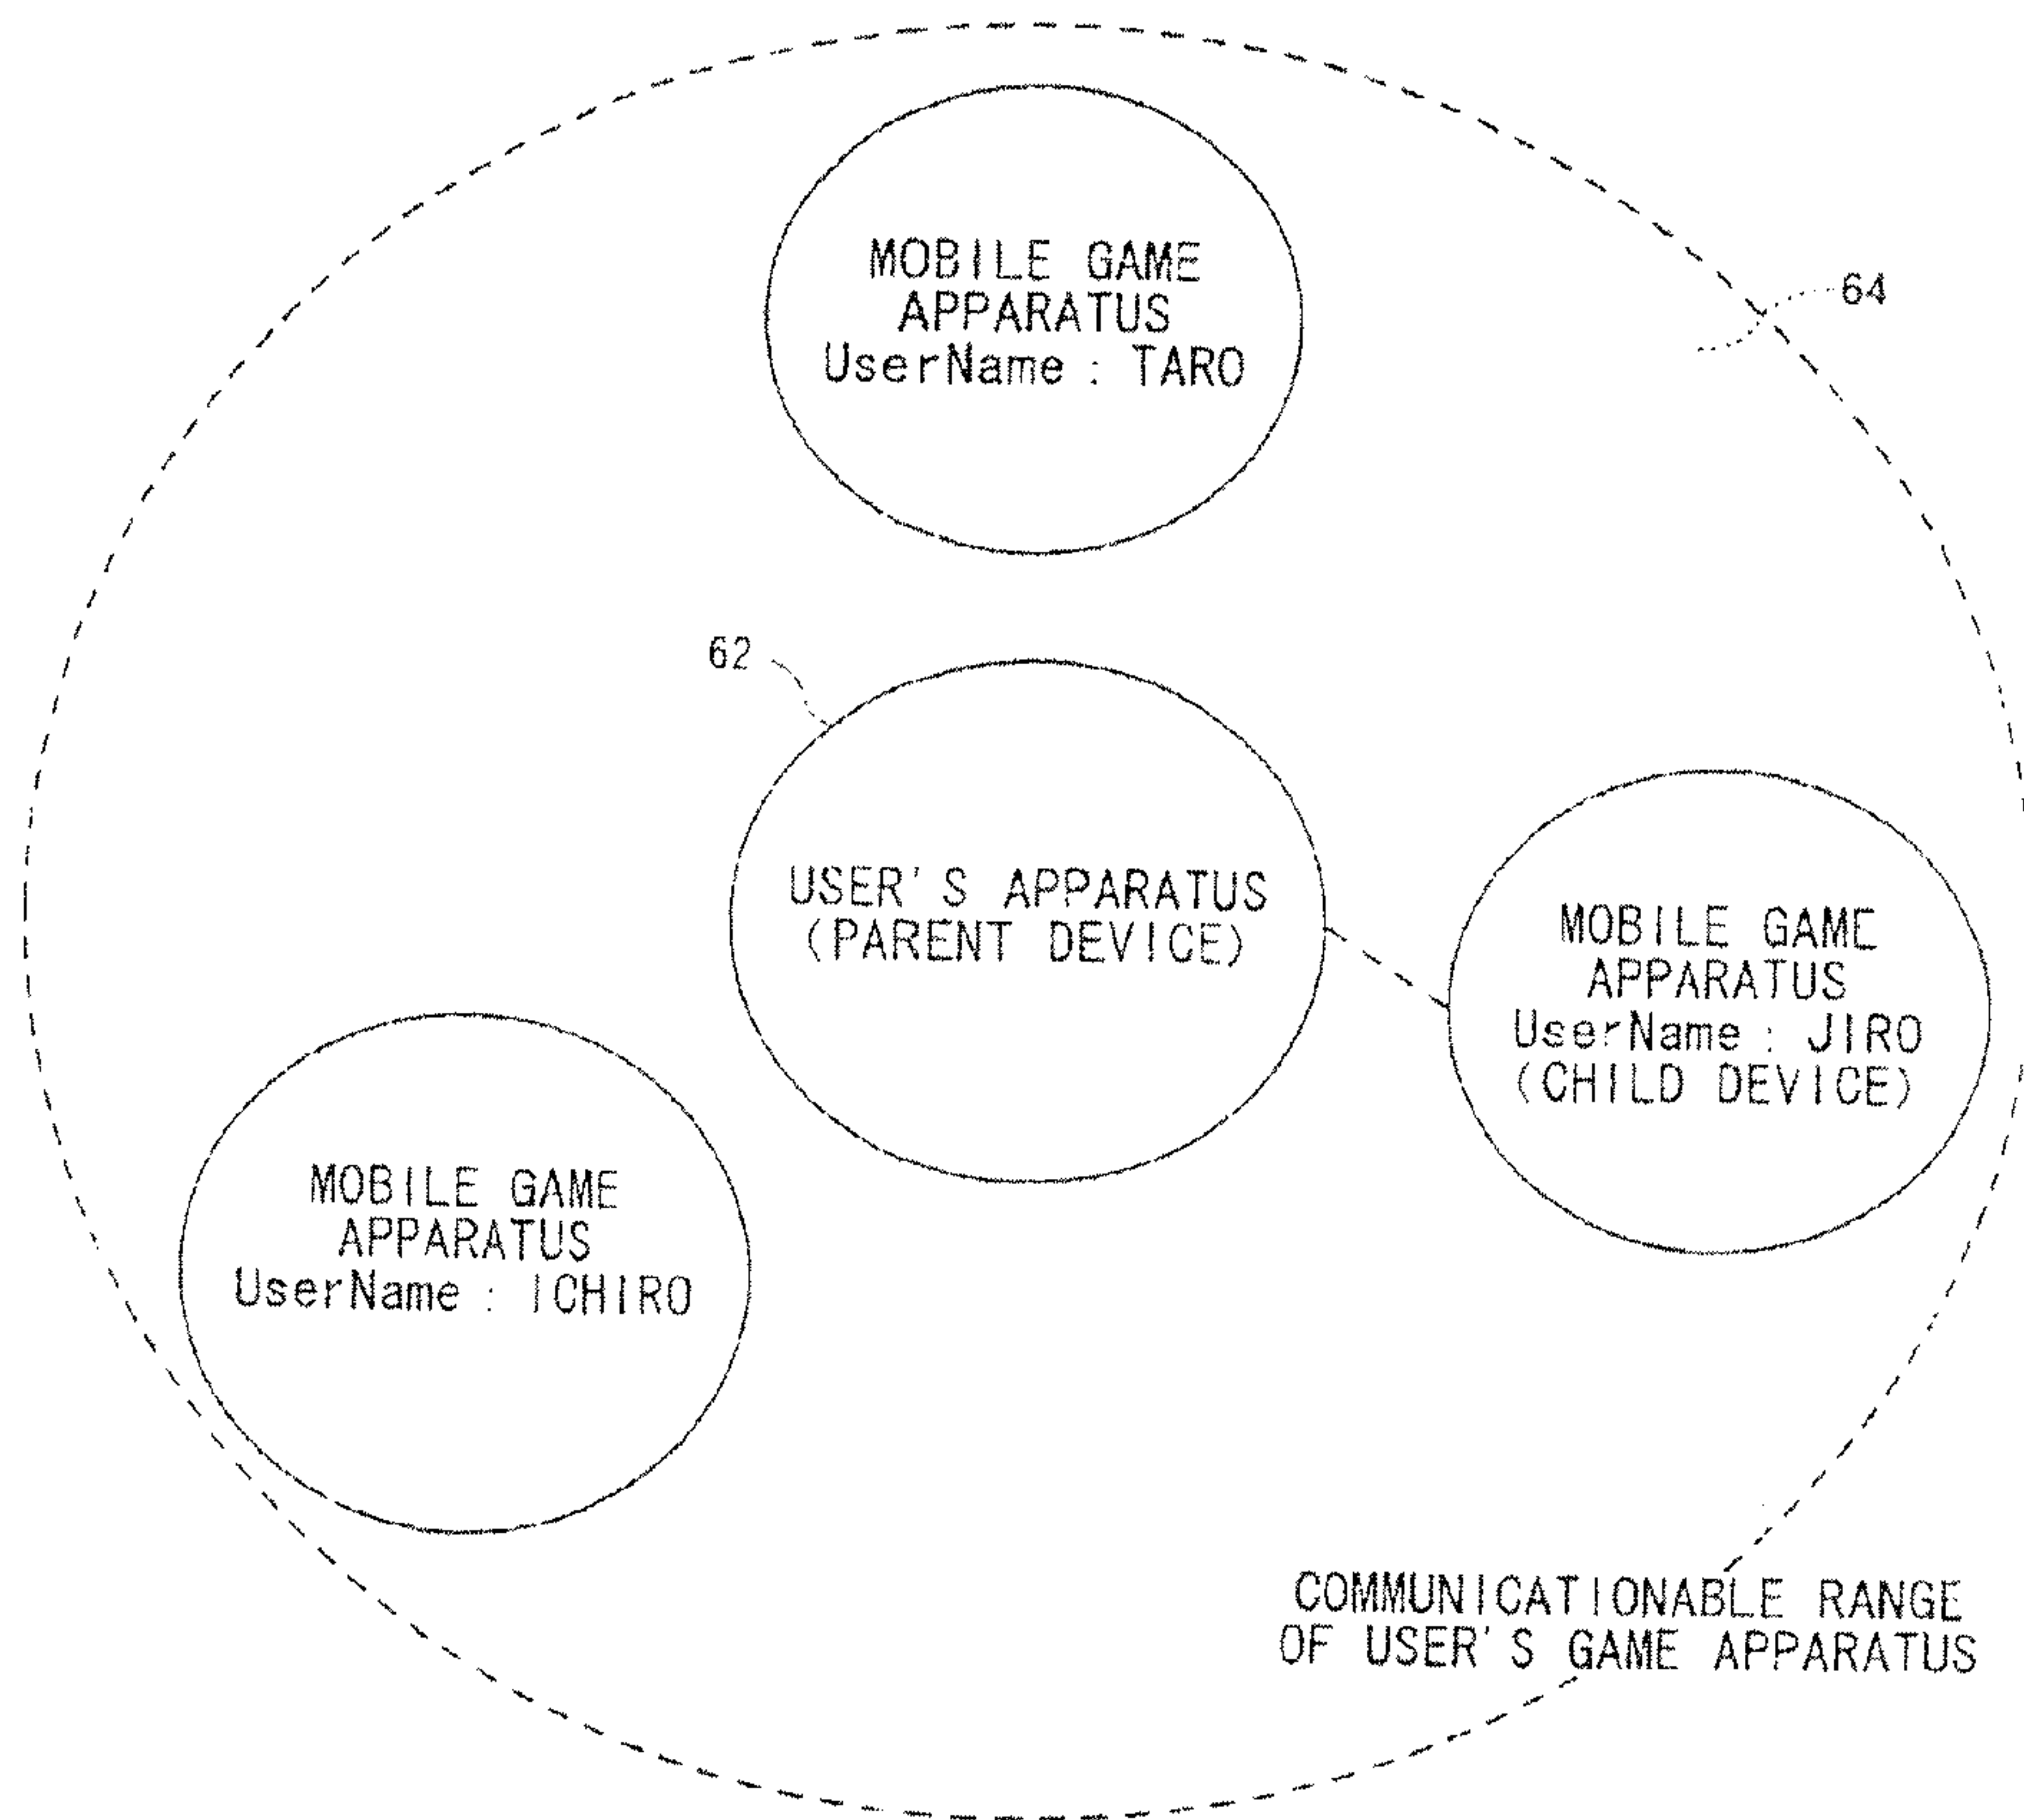 MOBILE GAME
APPARATUS
UserName : TARO
64
62
USER'S APPARATUS
(PARENT DEVICE)
MOBILE GAME
APPARATUS
UserName : JIRO
(CHILD DEVICE)
MOBILE GAME
APPARATUS
UserName : ICHIRO
COMMUNICATIONABLE RANGE
OF USER'S GAME APPARATUS